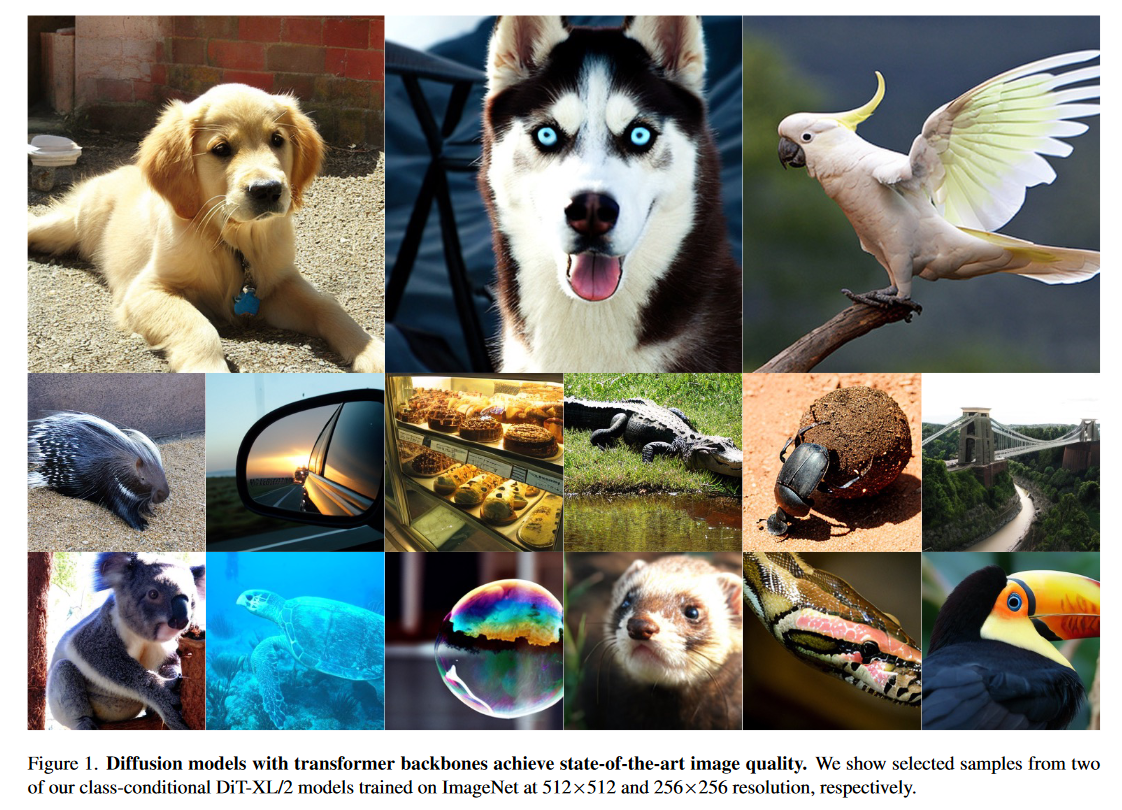 Figure 1. Diffusion models with transformer backbones achieve state-of-the-art image quality. We show selected samples from two
of our class-conditional DiT-XL/2 models trained on ImageNet at 512×512 and 256×256 resolution, respectively.